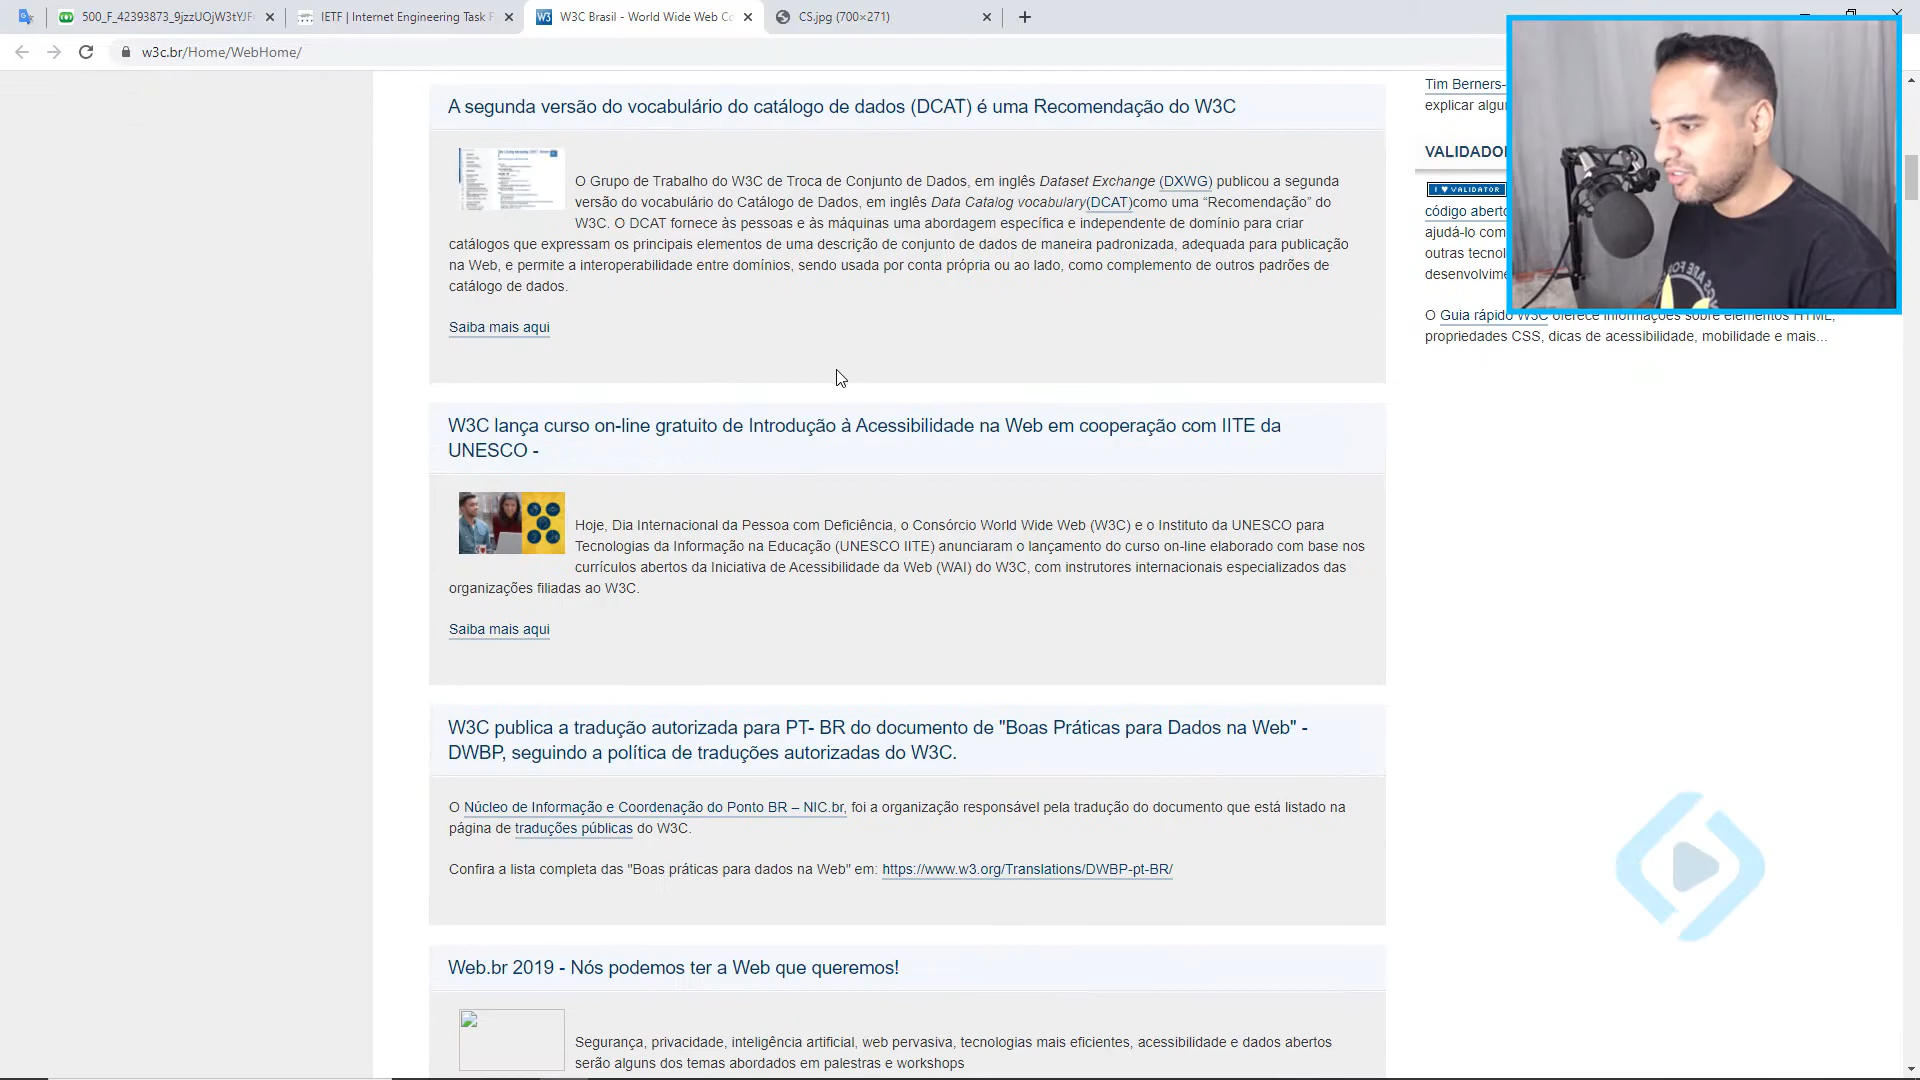 500_F_42393873_9jzzUOjW3tYJF
IETF | Internet Engineering Task F
W3C Brasil - World Wide Web Co
CS.jpg (700×271)
w3c.br/Home/WebHome/
A segunda versão do vocabulário do catálogo de dados (DCAT) é uma Recomendação do W3C
O Grupo de Trabalho do W3C de Troca de Conjunto de Dados, em inglês Dataset Exchange (DXWG) publicou a segunda
versão do vocabulário do Catálogo de Dados, em inglês Data Catalog vocabulary(DCAT)como uma “Recomendação” do
W3C. O DCAT fornece às pessoas e às máquinas uma abordagem específica e independente de domínio para criar
catálogos que expressam os principais elementos de uma descrição de conjunto de dados de maneira padronizada, adequada para publicação
na Web, e permite a interoperabilidade entre domínios, sendo usada por conta própria ou ao lado, como complemento de outros padrões de
catálogo de dados.
Saiba mais aqui
W3C lança curso on-line gratuito de Introdução à Acessibilidade na Web em cooperação com IITE da
UNESCO -
Hoje, Dia Internacional da Pessoa com Deficiência, o Consórcio World Wide Web (W3C) e o Instituto da UNESCO para
Tecnologias da Informação na Educação (UNESCO IITE) anunciaram o lançamento do curso on-line elaborado com base nos
currículos abertos da Iniciativa de Acessibilidade da Web (WAI) do W3C, com instrutores internacionais especializados das
organizações filiadas ao W3C.
Saiba mais aqui
W3C publica a tradução autorizada para PT- BR do documento de "Boas Práticas para Dados na Web" -
DWBP, seguindo a política de traduções autorizadas do W3C.
O Núcleo de Informação e Coordenação do Ponto BR – NIC.br, foi a organização responsável pela tradução do documento que está listado na
página de traduções públicas do W3C.
Confira a lista completa das "Boas práticas para dados na Web" em: https://www.w3.org/Translations/DWBP-pt-BR/
Web.br 2019 - Nós podemos ter a Web que queremos!
Segurança, privacidade, inteligência artificial, web pervasiva, tecnologias mais eficientes, acessibilidade e dados abertos
serão alguns dos temas abordados em palestras e workshops
Tim Berners-
explicar algu
VALIDADO
I ♥ VALIDATOR
código aberto
ajudá-lo com
outras tecnol
desenvolvime
O Guia rápido W3C oferece informações sobre elementos HTML,
propriedades CSS, dicas de acessibilidade, mobilidade e mais...